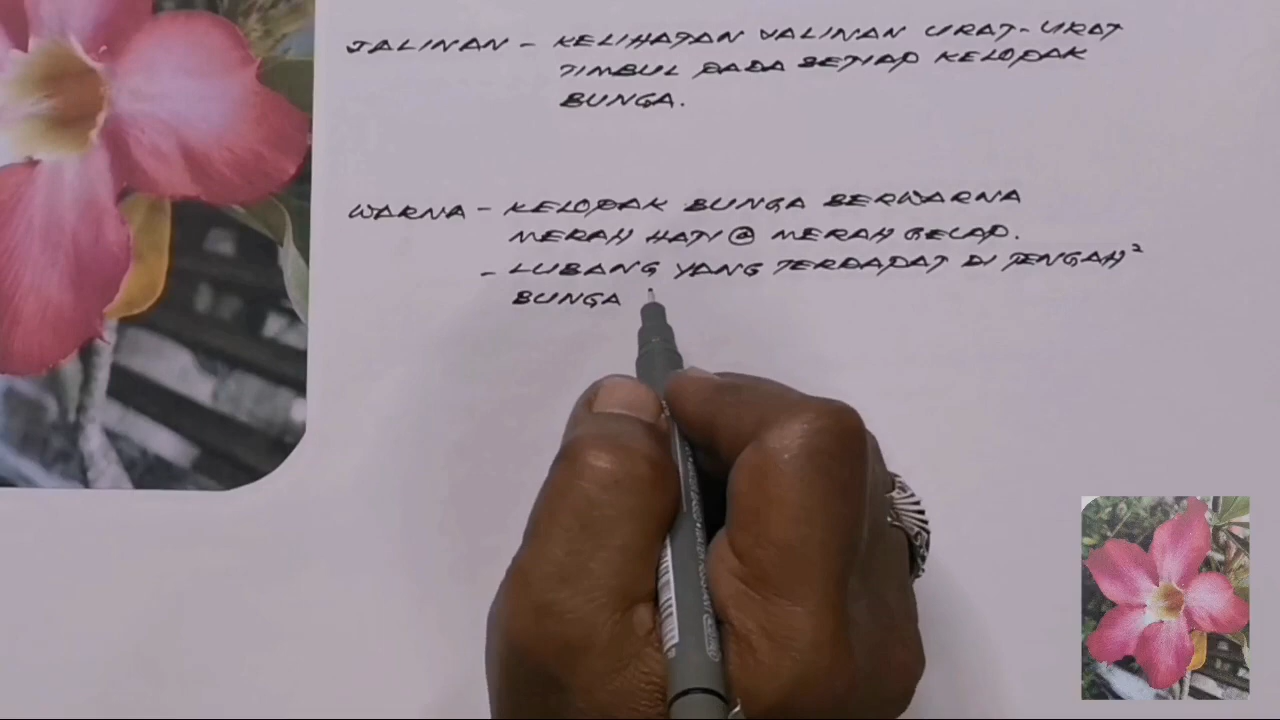 JALINAN - KELIHATAN JALINAN URAT-URAT
TIMBUL PADA SETIAP KELOPAK
BUNGA.
WARNA - KELOPAK BUNGA BERWARNA
MERAH HATI @ MERAH GELAP.
- LUBANG YANG TERDAPAT DI TENGAH²
BUNGA